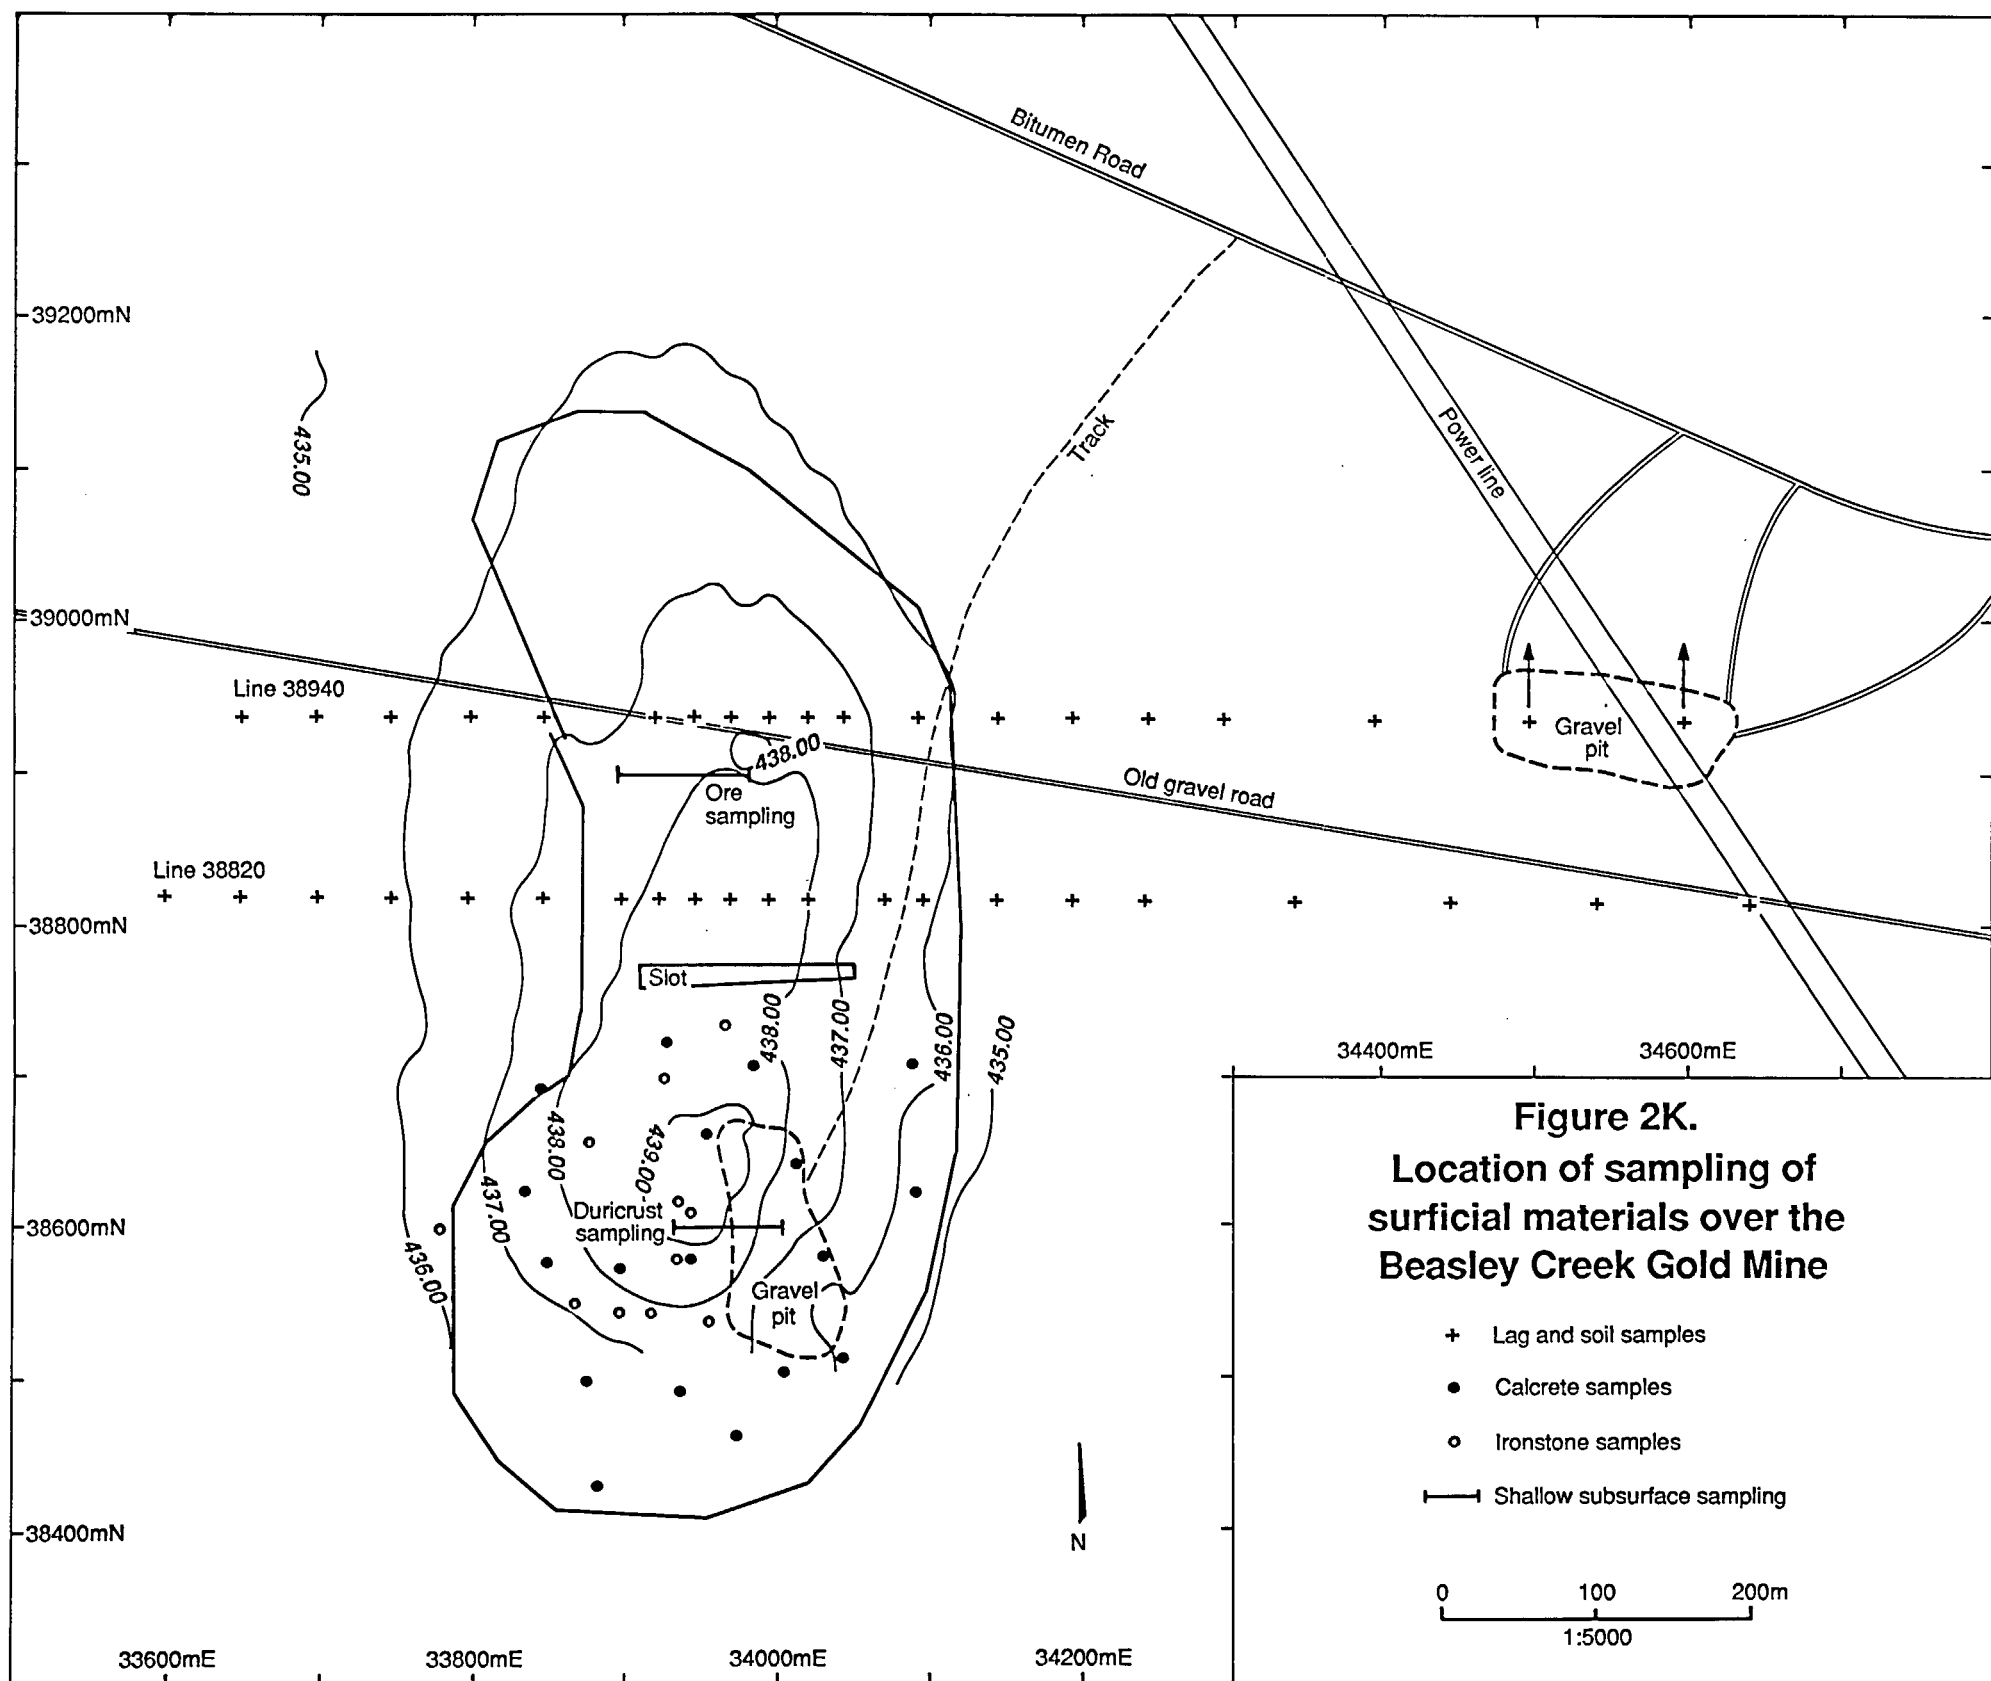 Bitumen Road
39200mN
435.00
Track
Power line
39000mN
Line 38940
438.00
Gravel
pit
Ore
sampling
Old gravel road
Line 38820
38800mN
Slot
438.00
437.00
436.00
435.00
34400mE
34600mE
438.00
439.00
437.00
Duricrust
sampling
38600mN
436.00
Gravel
pit
38400mN
N
33600mE
33800mE
34000mE
34200mE
Figure 2K.
Location of sampling of
surficial materials over the
Beasley Creek Gold Mine
+ Lag and soil samples
Calcrete samples
Ironstone samples
Shallow subsurface sampling
0 100 200m
1:5000